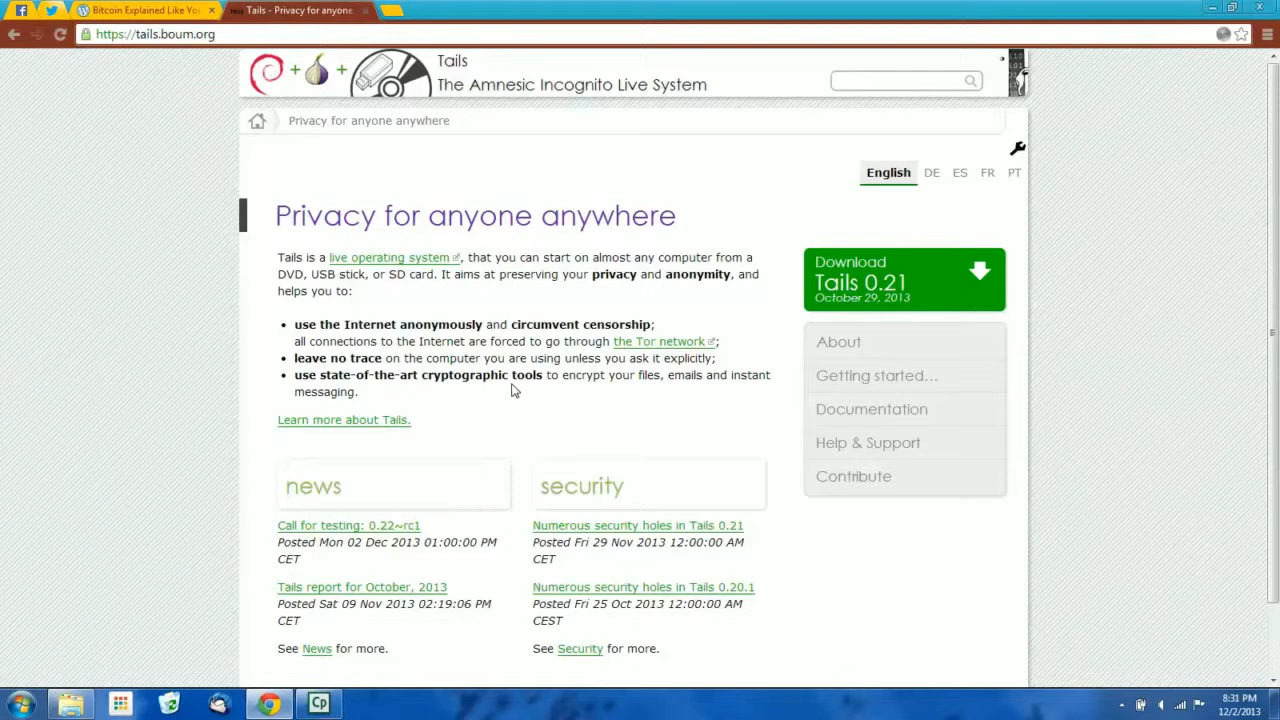 Bitcoin Explained Like You
Tails - Privacy for anyone
https://tails.boum.org
Tails
The Amnesic Incognito Live System
Privacy for anyone anywhere
English DE ES FR PT
Privacy for anyone anywhere
Tails is a live operating system, that you can start on almost any computer from a
DVD, USB stick, or SD card. It aims at preserving your privacy and anonymity, and
helps you to:
• use the Internet anonymously and circumvent censorship;
all connections to the Internet are forced to go through the Tor network;
• leave no trace on the computer you are using unless you ask it explicitly;
• use state-of-the-art cryptographic tools to encrypt your files, emails and instant
messaging.
Learn more about Tails.
Download
Tails 0.21
October 29, 2013
About
Getting started…
Documentation
Help & Support
Contribute
news
Call for testing: 0.22~rc1
Posted Mon 02 Dec 2013 01:00:00 PM
CET
Tails report for October, 2013
Posted Sat 09 Nov 2013 02:19:06 PM
CET
See News for more.
security
Numerous security holes in Tails 0.21
Posted Fri 29 Nov 2013 12:00:00 AM
CET
Numerous security holes in Tails 0.20.1
Posted Fri 25 Oct 2013 12:00:00 AM
CEST
See Security for more.
Cp
8:31 PM
12/2/2013